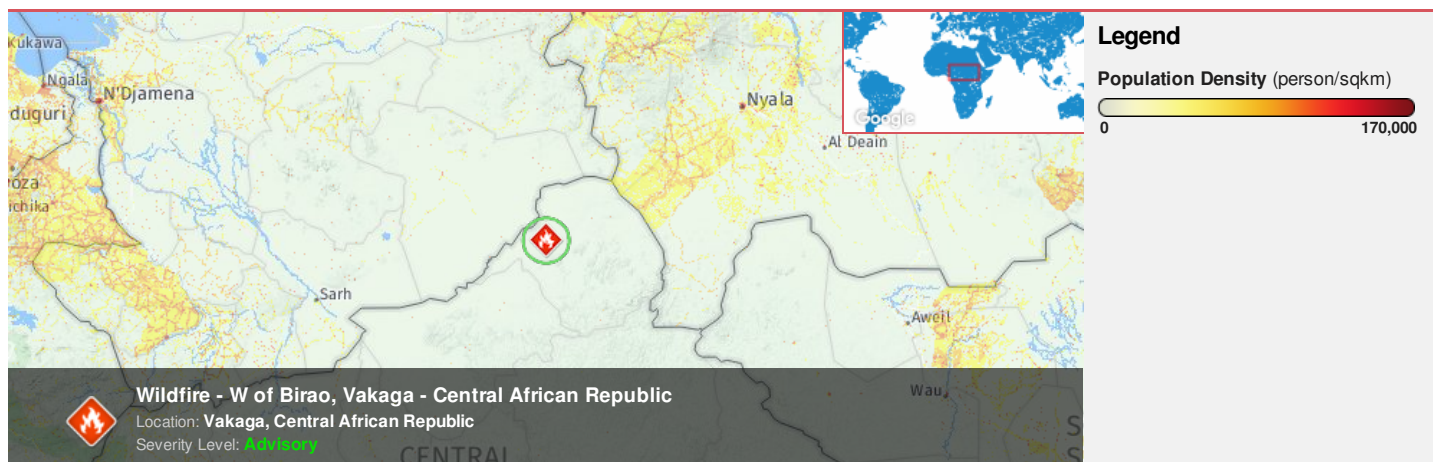 Kukawa
Ngala
N'Djamena
duguri
óza
ichika
Sarh
Nyala
Al Deain
Aweil
Wau
Google
CENTRAL
S
S
Wildfire - W of Birao, Vakaga - Central African Republic
Location: Vakaga, Central African Republic
Severity Level: Advisory
Legend
Population Density (person/sqkm)
0 170,000